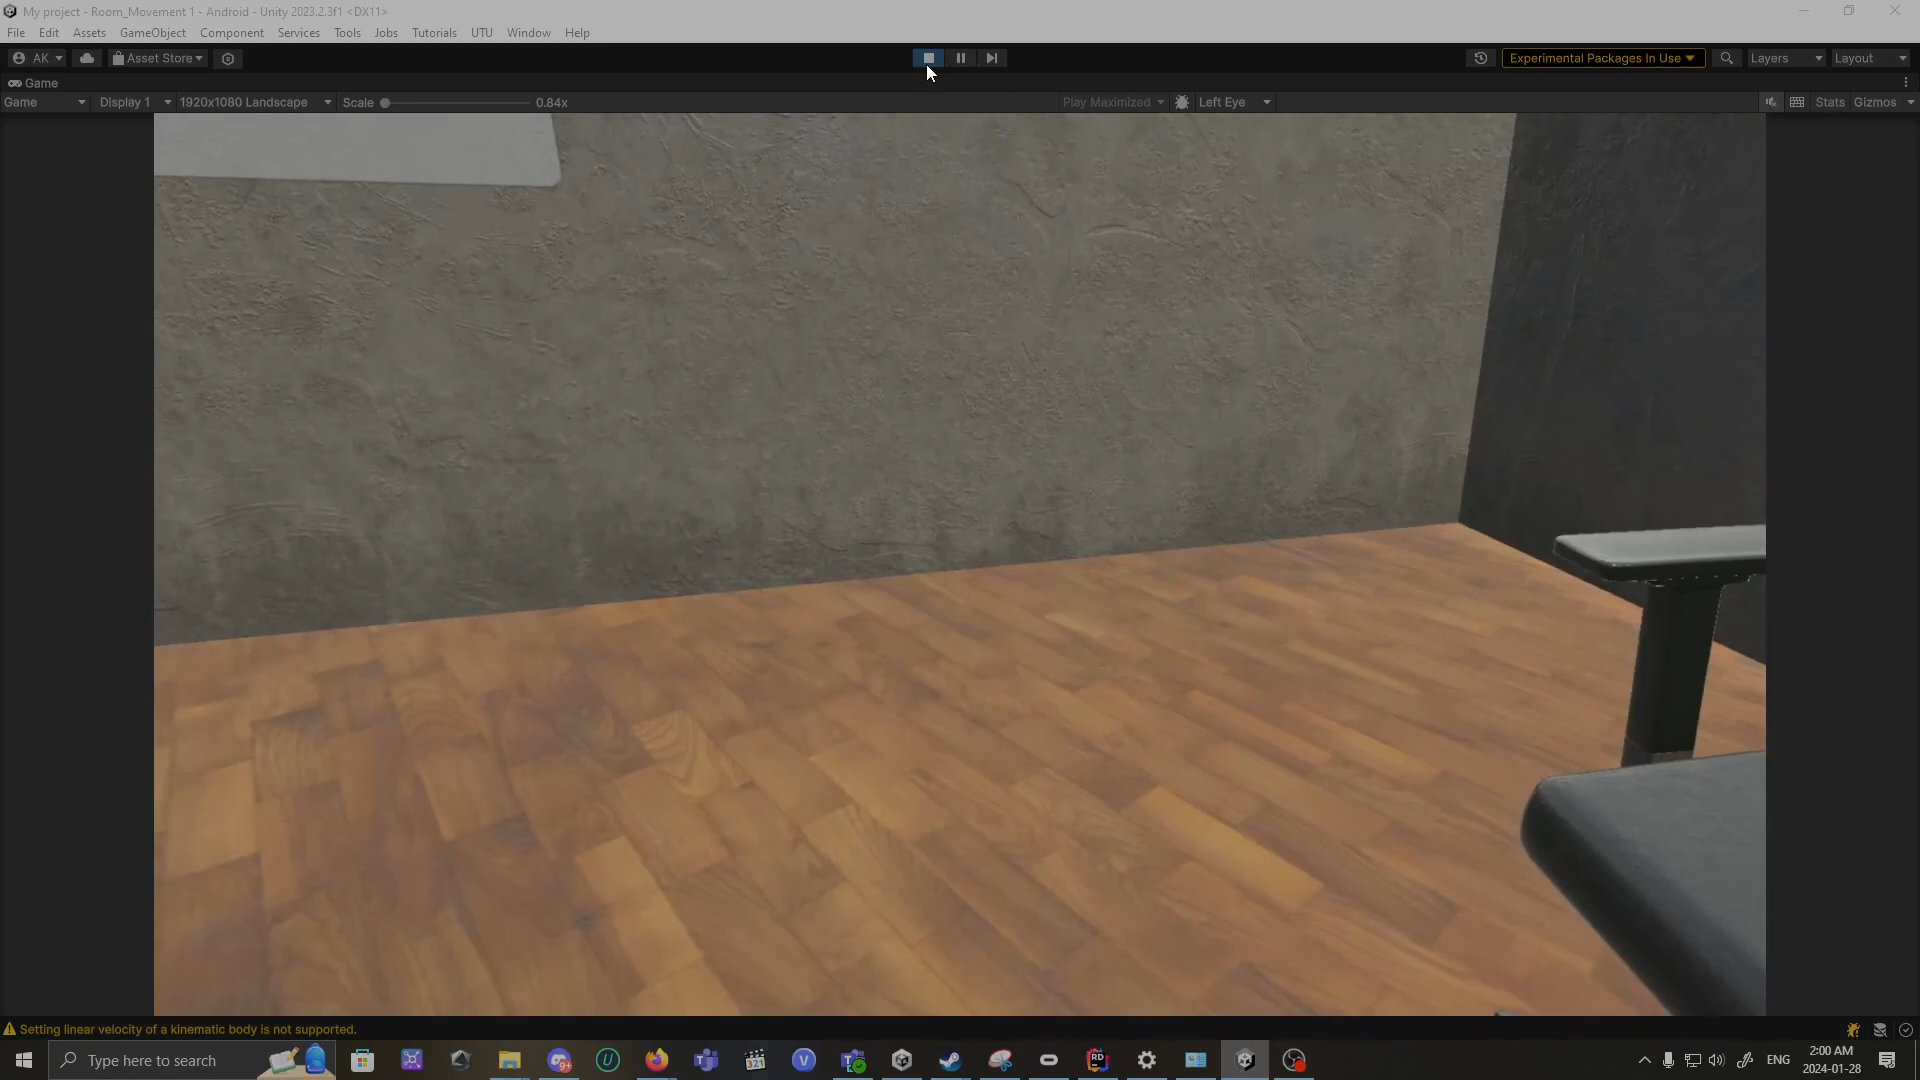 My project - Room_Movement 1 - Android - Unity 2023.2.3f1 <DX11>
File Edit Assets GameObject Component Services Tools Jobs Tutorials UTU Window Help
AK Asset Store Experimental Packages In Use Layers Layout
Game
Game Display 1 1920x1080 Landscape Scale 0.84x Play Maximized Left Eye Stats Gizmos
Setting linear velocity of a kinematic body is not supported.
Type here to search 9+ U 321 V RD ENG 2:00 AM
2024-01-28